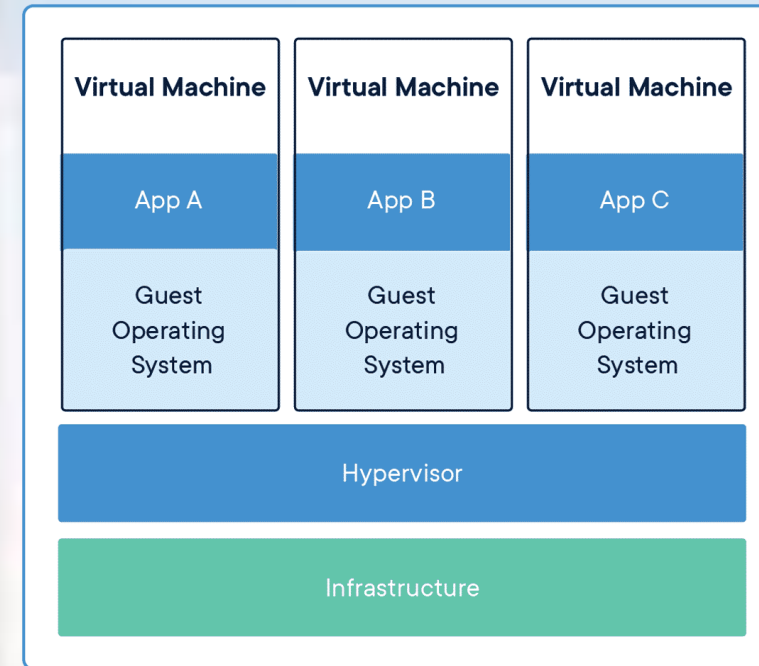 Virtual Machine
Virtual Machine
Virtual Machine
App A
App B
App C
Guest
Operating
System
Guest
Operating
System
Guest
Operating
System
Hypervisor
Infrastructure